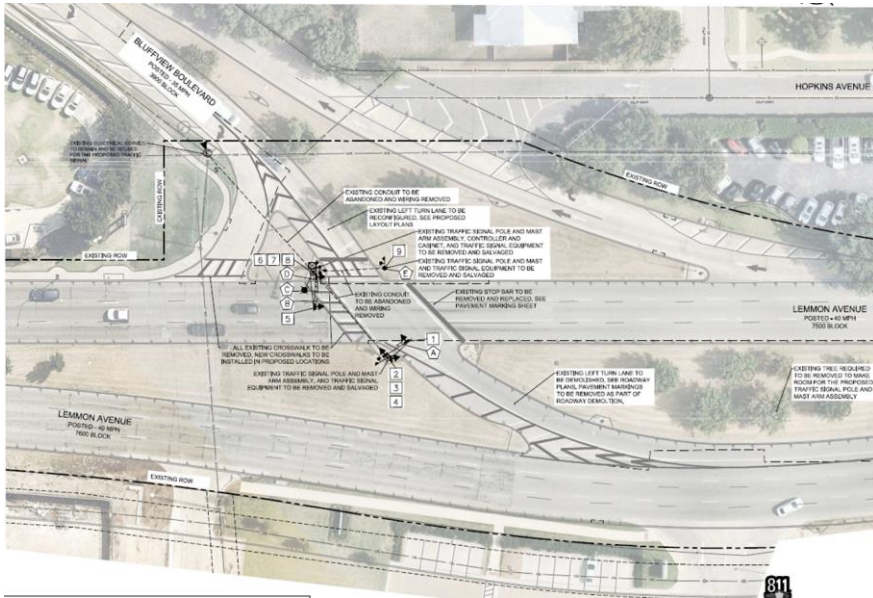 BLUFFVIEW BOULEVARD
POSTED - 35 MPH
3900 BLOCK
HOPKINS AVENUE
EXISTING ELECTRICAL SERVICE
TO REMAIN AND BE REUSED
FOR THE PROPOSED TRAFFIC
SIGNAL
EXISTING ROW
EXISTING ROW
EXISTING ROW
EXISTING CONDUIT TO BE
ABANDONED AND WIRING REMOVED
EXISTING LEFT TURN LANE TO BE
RECONFIGURED, SEE PROPOSED
LAYOUT PLANS
EXISTING TRAFFIC SIGNAL POLE AND MAST
ARM ASSEMBLY, CONTROLLER AND
CABINET, AND TRAFFIC SIGNAL EQUIPMENT
TO BE REMOVED AND SALVAGED
6 7 8
D
C
B
5
9
E
EXISTING TRAFFIC SIGNAL POLE AND MAST
AND TRAFFIC SIGNAL EQUIPMENT TO BE
REMOVED AND SALVAGED
EXISTING CONDUIT
TO BE ABANDONED
AND WIRING
REMOVED
EXISTING STOP BAR TO BE
REMOVED AND REPLACED, SEE
PAVEMENT MARKING SHEET
LEMMON AVENUE
POSTED - 40 MPH
7500 BLOCK
ALL EXISTING CROSSWALK TO BE
REMOVED, NEW CROSSWALKS TO BE
INSTALLED IN PROPOSED LOCATIONS
1
A
EXISTING TRAFFIC SIGNAL POLE AND MAST
ARM ASSEMBLY, AND TRAFFIC SIGNAL
EQUIPMENT TO BE REMOVED AND SALVAGED
2
3
4
EXISTING LEFT TURN LANE TO
BE DEMOLISHED, SEE ROADWAY
PLANS, PAVEMENT MARKINGS
TO BE REMOVED AS PART OF
ROADWAY DEMOLTION,
EXISTING TREE REQUIRED
TO BE REMOVED TO MAKE
ROOM FOR THE PROPOSED
TRAFFIC SIGNAL POLE AND
MAST ARM ASSEMBLY
LEMMON AVENUE
POSTED - 40 MPH
7600 BLOCK
EXISTING ROW
811